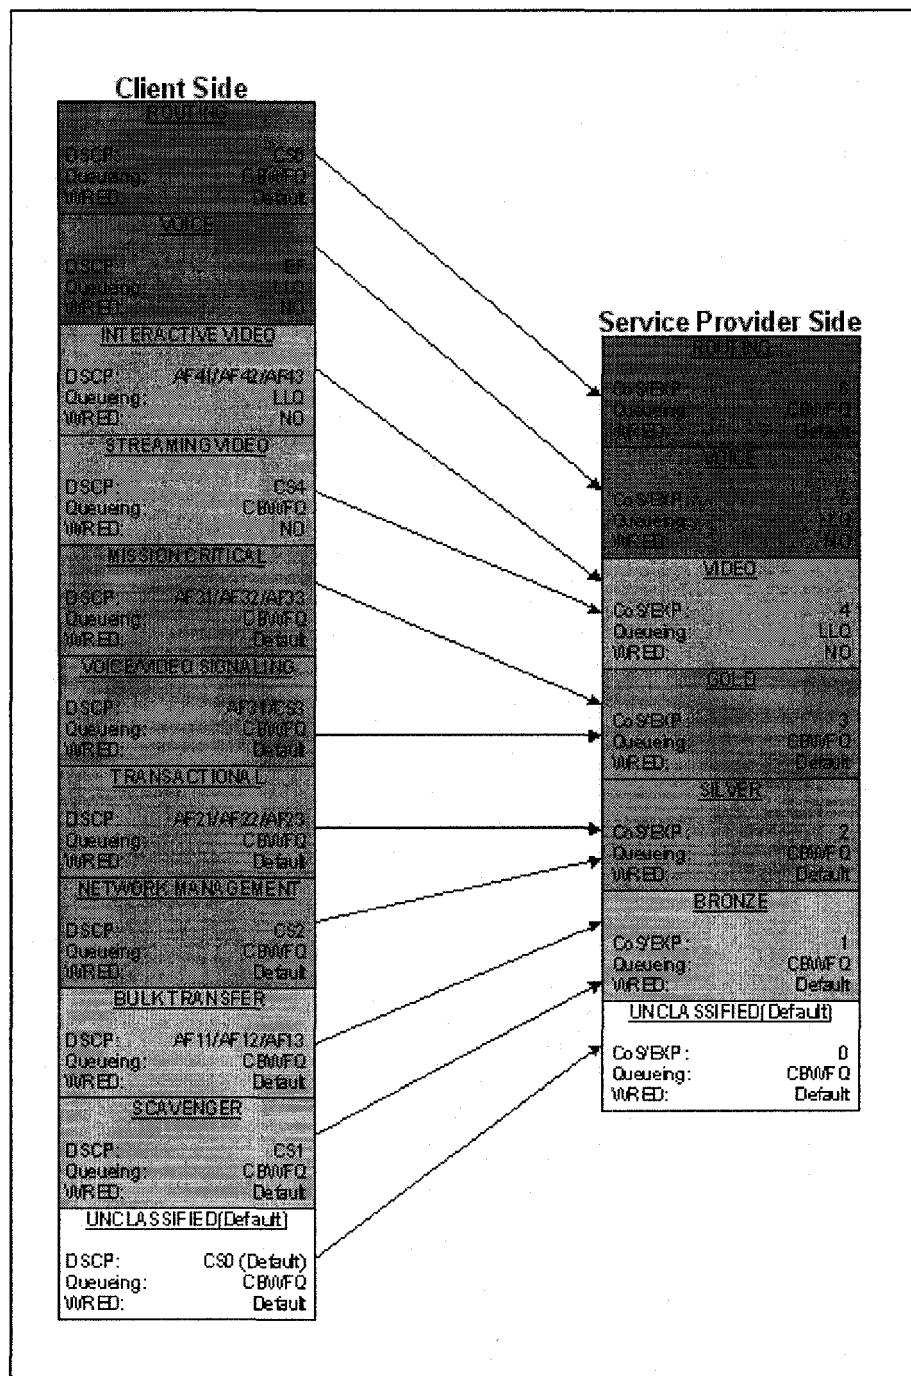 Client Side
ROUTING
DSCP: CS6
Queueing: CBWFQ
WRED: Default
VOICE
DSCP: EF
Queueing: LLQ
WRED: NO
INTERACTIVE VIDEO
DSCP: AF41/AF42/AF43
Queueing: LLQ
WRED: NO
STREAMING VIDEO
DSCP: CS4
Queueing: CBWFQ
WRED: NO
MISSION CRITICAL
DSCP: AF31/AF32/AF33
Queueing: CBWFQ
WRED: Default
VOICE/VIDEO SIGNALING
DSCP: AF31/CS3
Queueing: CBWFQ
WRED: Default
TRANSACTIONAL
DSCP: AF21/AF22/AF23
Queueing: CBWFQ
WRED: Default
NETWORK MANAGEMENT
DSCP: CS2
Queueing: CBWFQ
WRED: Default
BULK TRANSFER
DSCP: AF11/AF12/AF13
Queueing: CBWFQ
WRED: Default
SCAVENGER
DSCP: CS1
Queueing: CBWFQ
WRED: Default
UNCLASSIFIED(Default)
DSCP: CS0 (Default)
Queueing: CBWFQ
WRED: Default
Service Provider Side
ROUTING
CoS/EXP: 6
Queueing: CBWFQ
WRED: Default
VOICE
CoS/EXP:
Queueing: LLQ
WRED: NO
VIDEO
CoS/EXP: 4
Queueing: LLQ
WRED: NO
GOLD
CoS/EXP: 3
Queueing: CBWFQ
WRED: Default
SILVER
CoS/EXP: 2
Queueing: CBWFQ
WRED: Default
BRONZE
CoS/EXP: 1
Queueing: CBWFQ
WRED: Default
UNCLASSIFIED(Default)
CoS/EXP: 0
Queueing: CBWFQ
WRED: Default